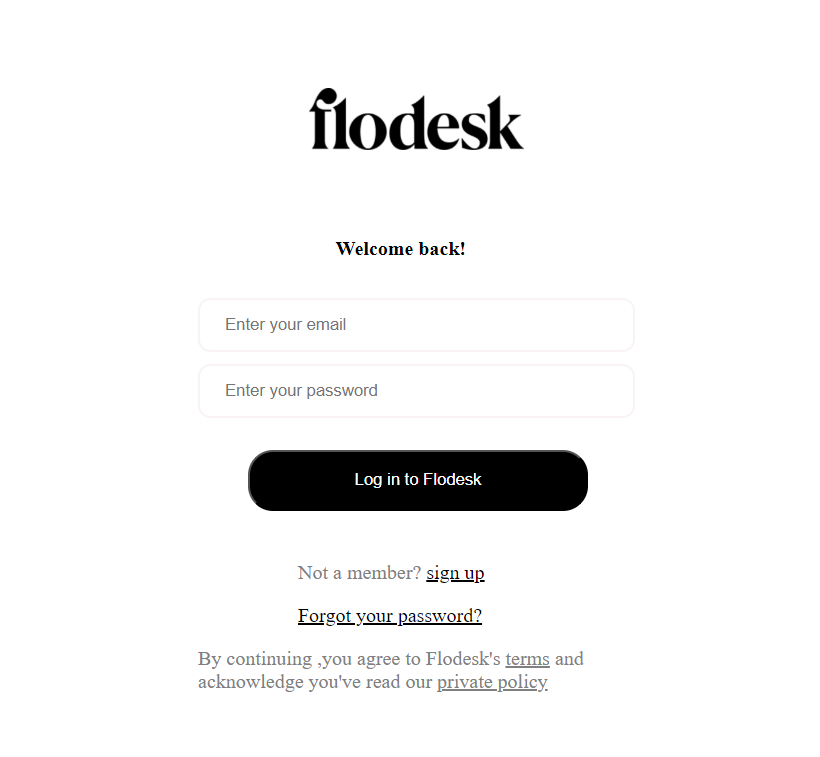 flodesk
Welcome back!
Enter your email
Enter your password
Log in to Flodesk
Not a member? sign up
Forgot your password?
By continuing ,you agree to Flodesk's terms and
acknowledge you've read our private policy